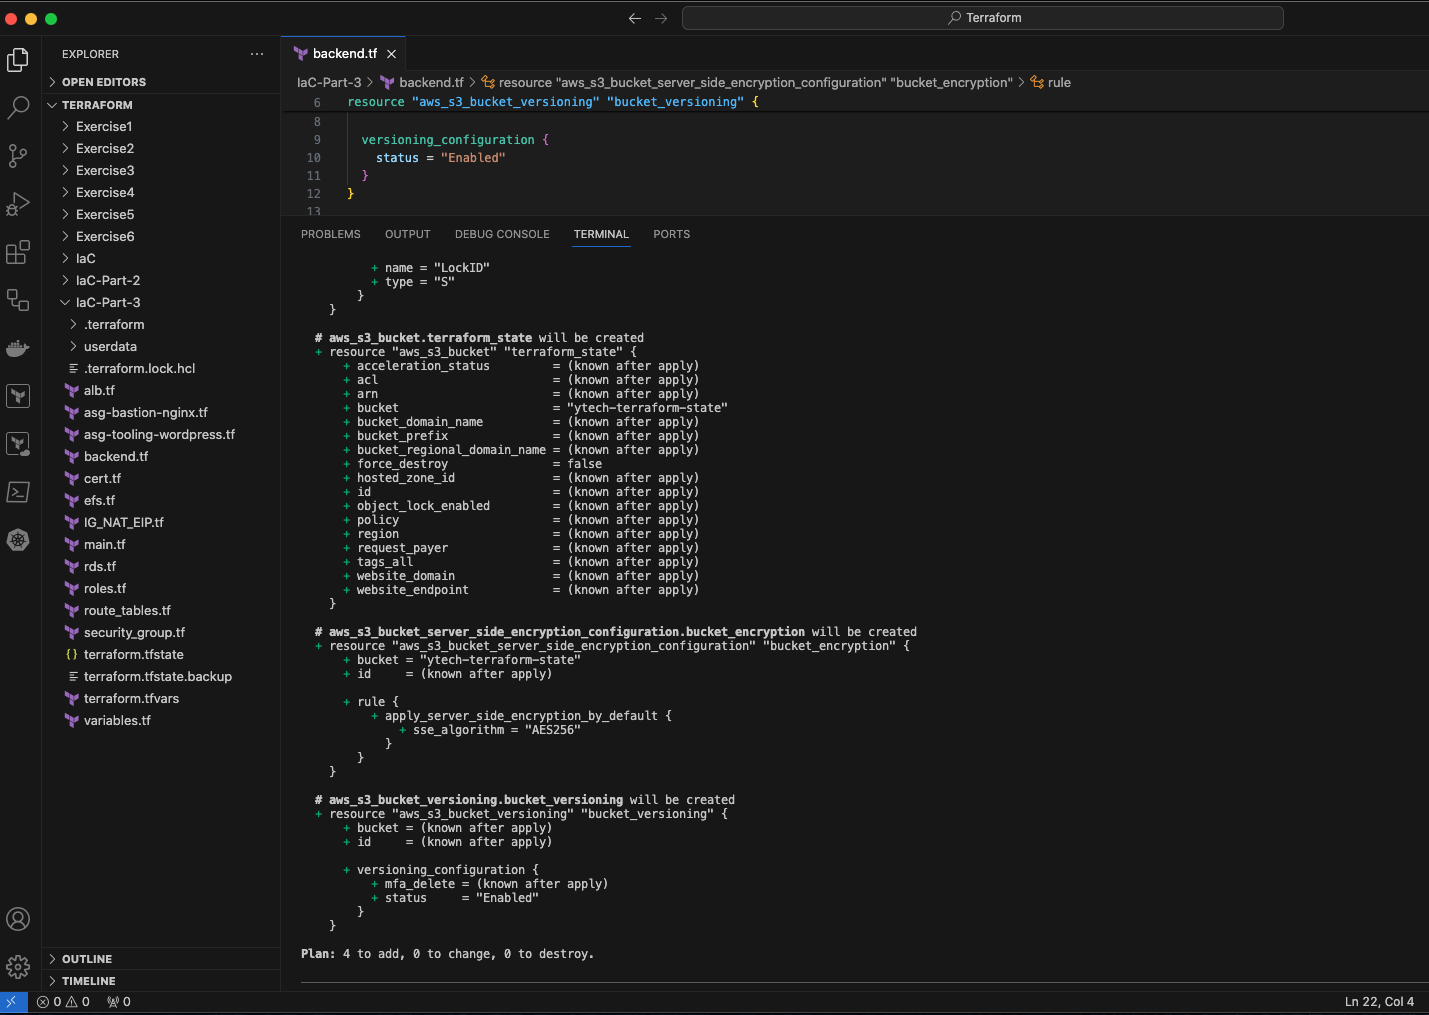 Terraform
EXPLORER
OPEN EDITORS
TERRAFORM
Exercise1
Exercise2
Exercise3
Exercise4
Exercise5
Exercise6
IaC
IaC-Part-2
IaC-Part-3
.terraform
userdata
.terraform.lock.hcl
alb.tf
asg-bastion-nginx.tf
asg-tooling-wordpress.tf
backend.tf
cert.tf
efs.tf
IG_NAT_EIP.tf
main.tf
rds.tf
roles.tf
route_tables.tf
security_group.tf
{} terraform.tfstate
terraform.tfstate.backup
terraform.tfvars
variables.tf
OUTLINE
TIMELINE
backend.tf
IaC-Part-3 > backend.tf > resource "aws_s3_bucket_server_side_encryption_configuration" "bucket_encryption" > rule
6 resource "aws_s3_bucket_versioning" "bucket_versioning" {
8
9 versioning_configuration {
10 status = "Enabled"
11 }
12 }
13
PROBLEMS OUTPUT DEBUG CONSOLE TERMINAL PORTS
+ name = "LockID"
+ type = "S"
}
}
# aws_s3_bucket.terraform_state will be created
+ resource "aws_s3_bucket" "terraform_state" {
+ acceleration_status = (known after apply)
+ acl = (known after apply)
+ arn = (known after apply)
+ bucket = "ytech-terraform-state"
+ bucket_domain_name = (known after apply)
+ bucket_prefix = (known after apply)
+ bucket_regional_domain_name = (known after apply)
+ force_destroy = false
+ hosted_zone_id = (known after apply)
+ id = (known after apply)
+ object_lock_enabled = (known after apply)
+ policy = (known after apply)
+ region = (known after apply)
+ request_payer = (known after apply)
+ tags_all = (known after apply)
+ website_domain = (known after apply)
+ website_endpoint = (known after apply)
}
# aws_s3_bucket_server_side_encryption_configuration.bucket_encryption will be created
+ resource "aws_s3_bucket_server_side_encryption_configuration" "bucket_encryption" {
+ bucket = "ytech-terraform-state"
+ id = (known after apply)
+ rule {
+ apply_server_side_encryption_by_default {
+ sse_algorithm = "AES256"
}
}
}
# aws_s3_bucket_versioning.bucket_versioning will be created
+ resource "aws_s3_bucket_versioning" "bucket_versioning" {
+ bucket = (known after apply)
+ id = (known after apply)
+ versioning_configuration {
+ mfa_delete = (known after apply)
+ status = "Enabled"
}
}
Plan: 4 to add, 0 to change, 0 to destroy.
0 0 0
Ln 22, Col 4